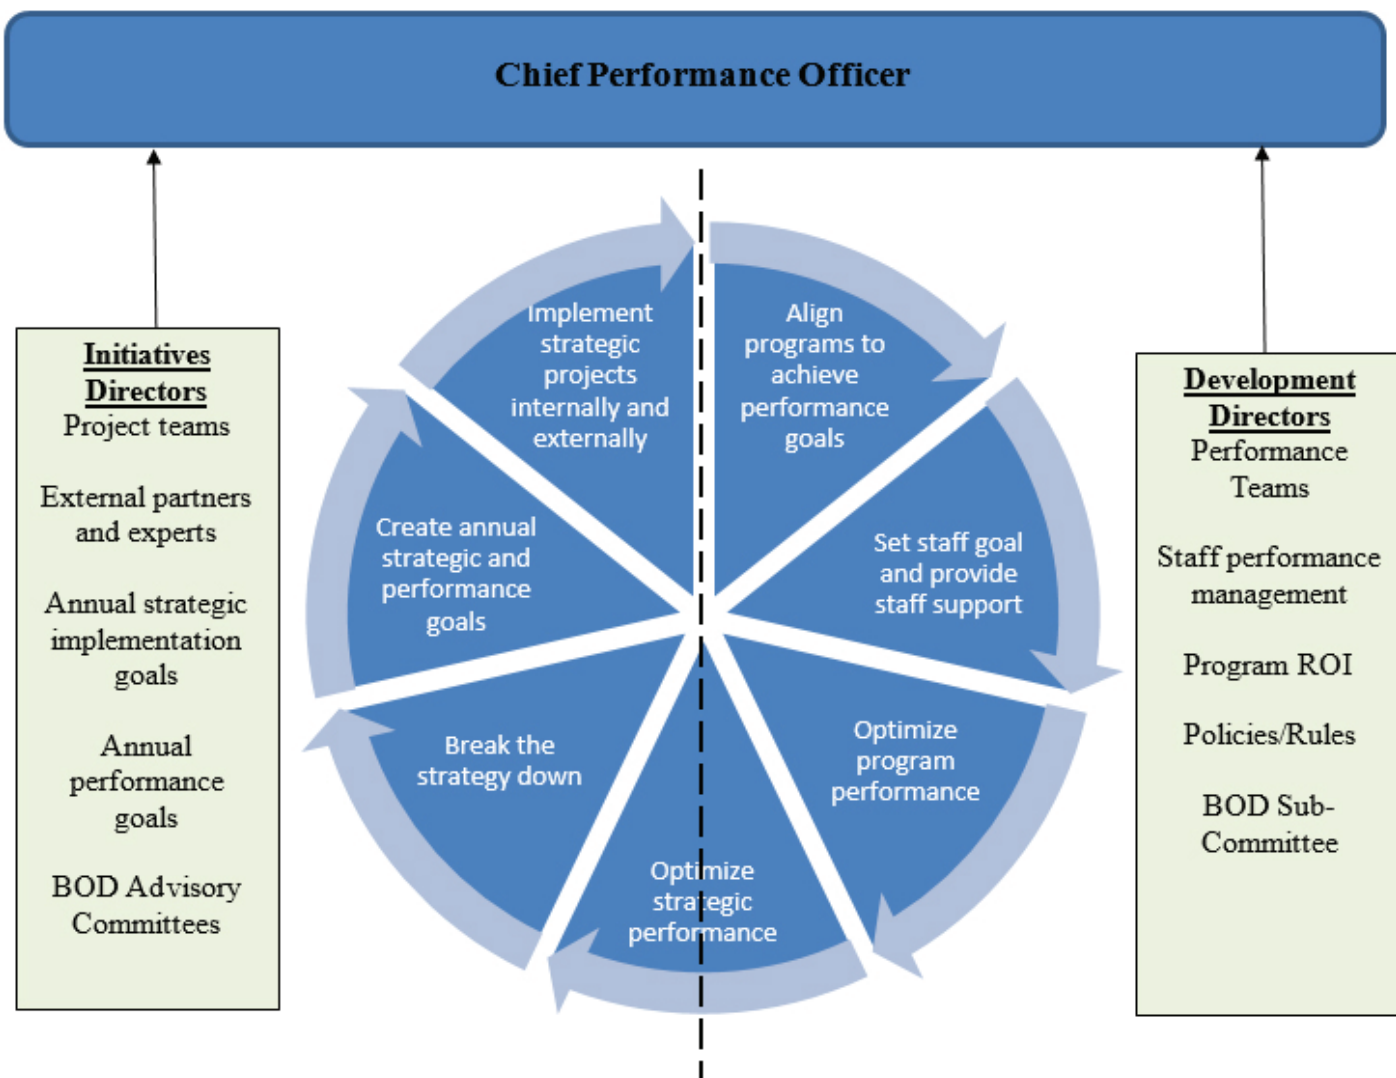 Chief Performance Officer
Initiatives
Directors
Project teams
External partners
and experts
Annual strategic
implementation
goals
Annual
performance
goals
BOD Advisory
Committees
Implement
strategic
projects
internally and
externally
Align
programs to
achieve
performance
goals
Create annual
strategic and
performance
goals
Set staff goal
and provide
staff support
Break the
strategy down
Optimize
program
performance
Optimize
strategic
performance
Development
Directors
Performance
Teams
Staff performance
management
Program ROI
Policies/Rules
BOD Sub-
Committee